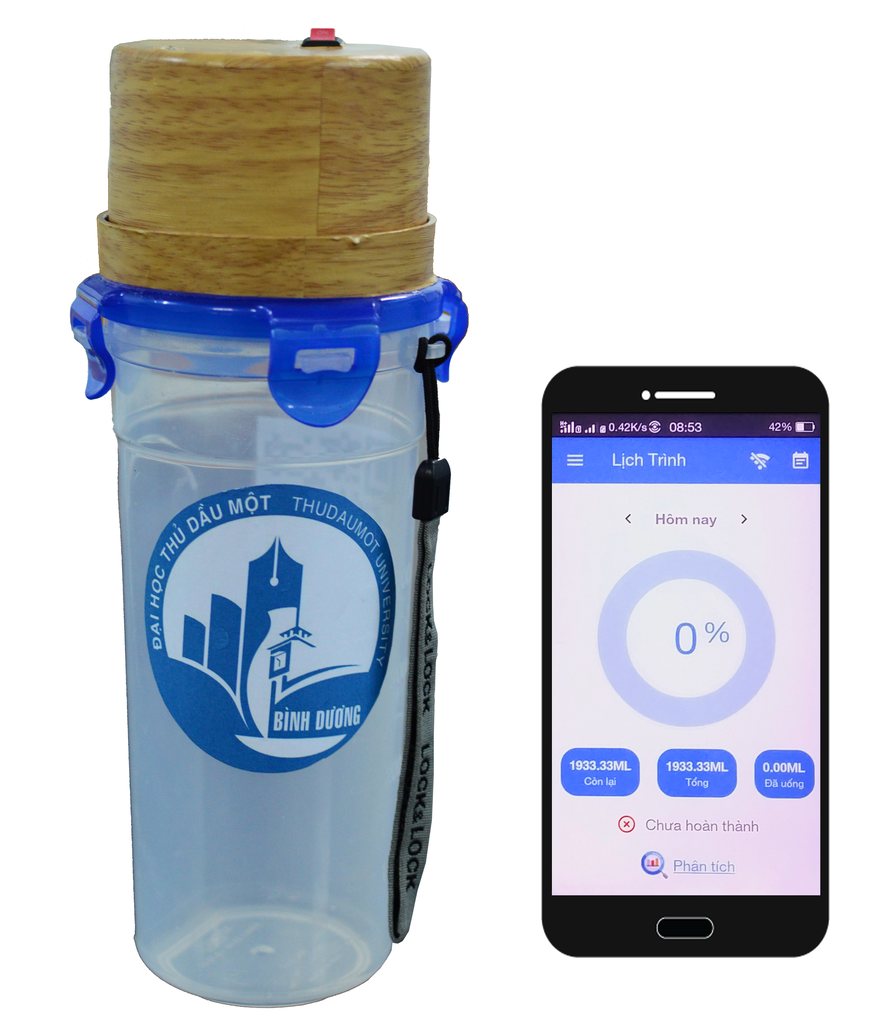 ON
ĐẠI HỌC THỦ DẦU MỘT THUDAUMOT UNIVERSITY
BÌNH DƯƠNG
LOCK&LOCK LOCK&LOCK
0.42K/s 08:53 42%
Lịch Trình
Hôm nay
0%
1933.33ML 1933.33ML 0.00ML
Còn lại Tổng Đã uống
Chưa hoàn thành
Phân tích